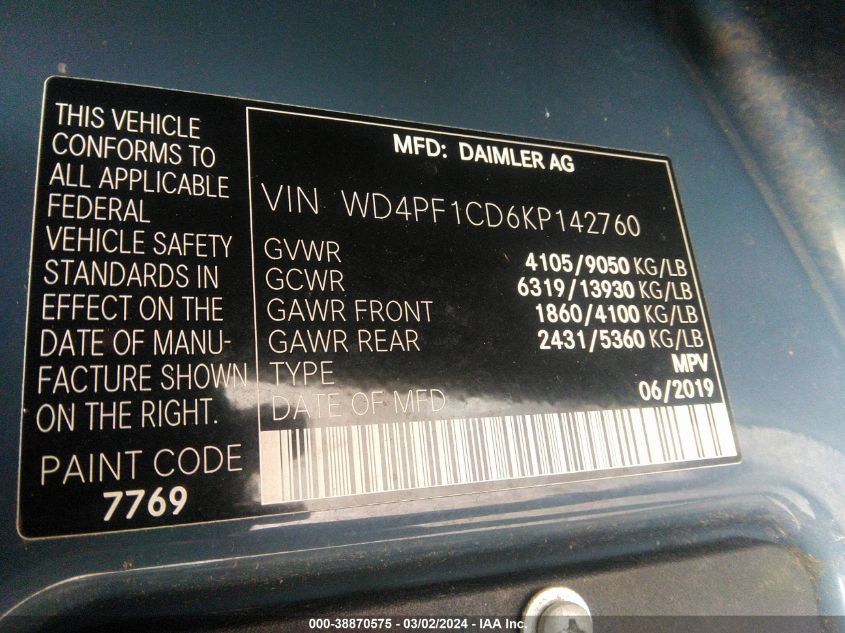 THIS VEHICLE
CONFORMS TO
ALL APPLICABLE
FEDERAL
VEHICLE SAFETY
STANDARDS IN
EFFECT ON THE
DATE OF MANU-
FACTURE SHOWN
ON THE RIGHT.
PAINT CODE
7769
MFD: DAIMLER AG
VIN WD4PF1CD6KP142760
GVWR 4105/9050 KG/LB
GCWR 6319/13930 KG/LB
GAWR FRONT 1860/4100 KG/LB
GAWR REAR 2431/5360 KG/LB
TYPE MPV
DATE OF MFD 06/2019
000-38870575 - 03/02/2024 - IAA Inc.